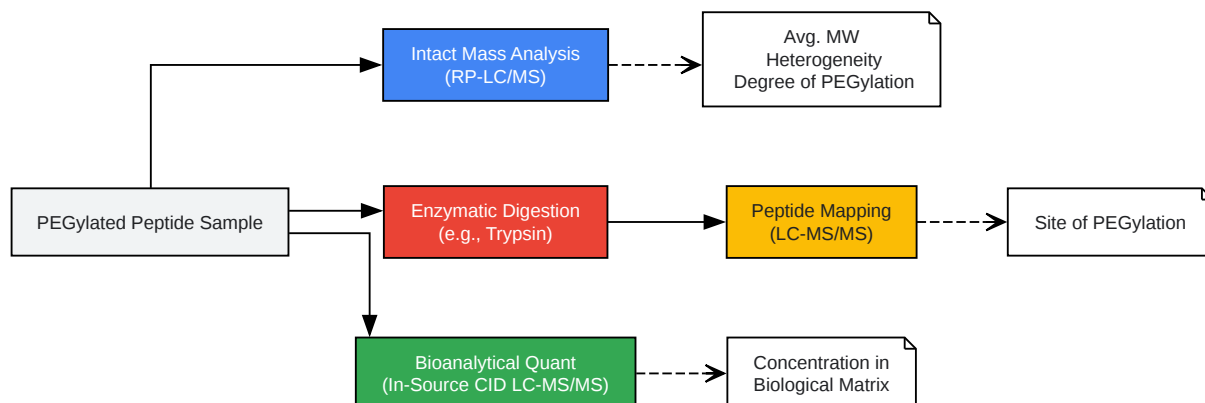 Intact Mass Analysis
(RP-LC/MS)
Avg. MW
Heterogeneity
Degree of PEGylation
PEGylated Peptide Sample
Enzymatic Digestion
(e.g., Trypsin)
Peptide Mapping
(LC-MS/MS)
Site of PEGylation
Bioanalytical Quant
(In-Source CID LC-MS/MS)
Concentration in
Biological Matrix